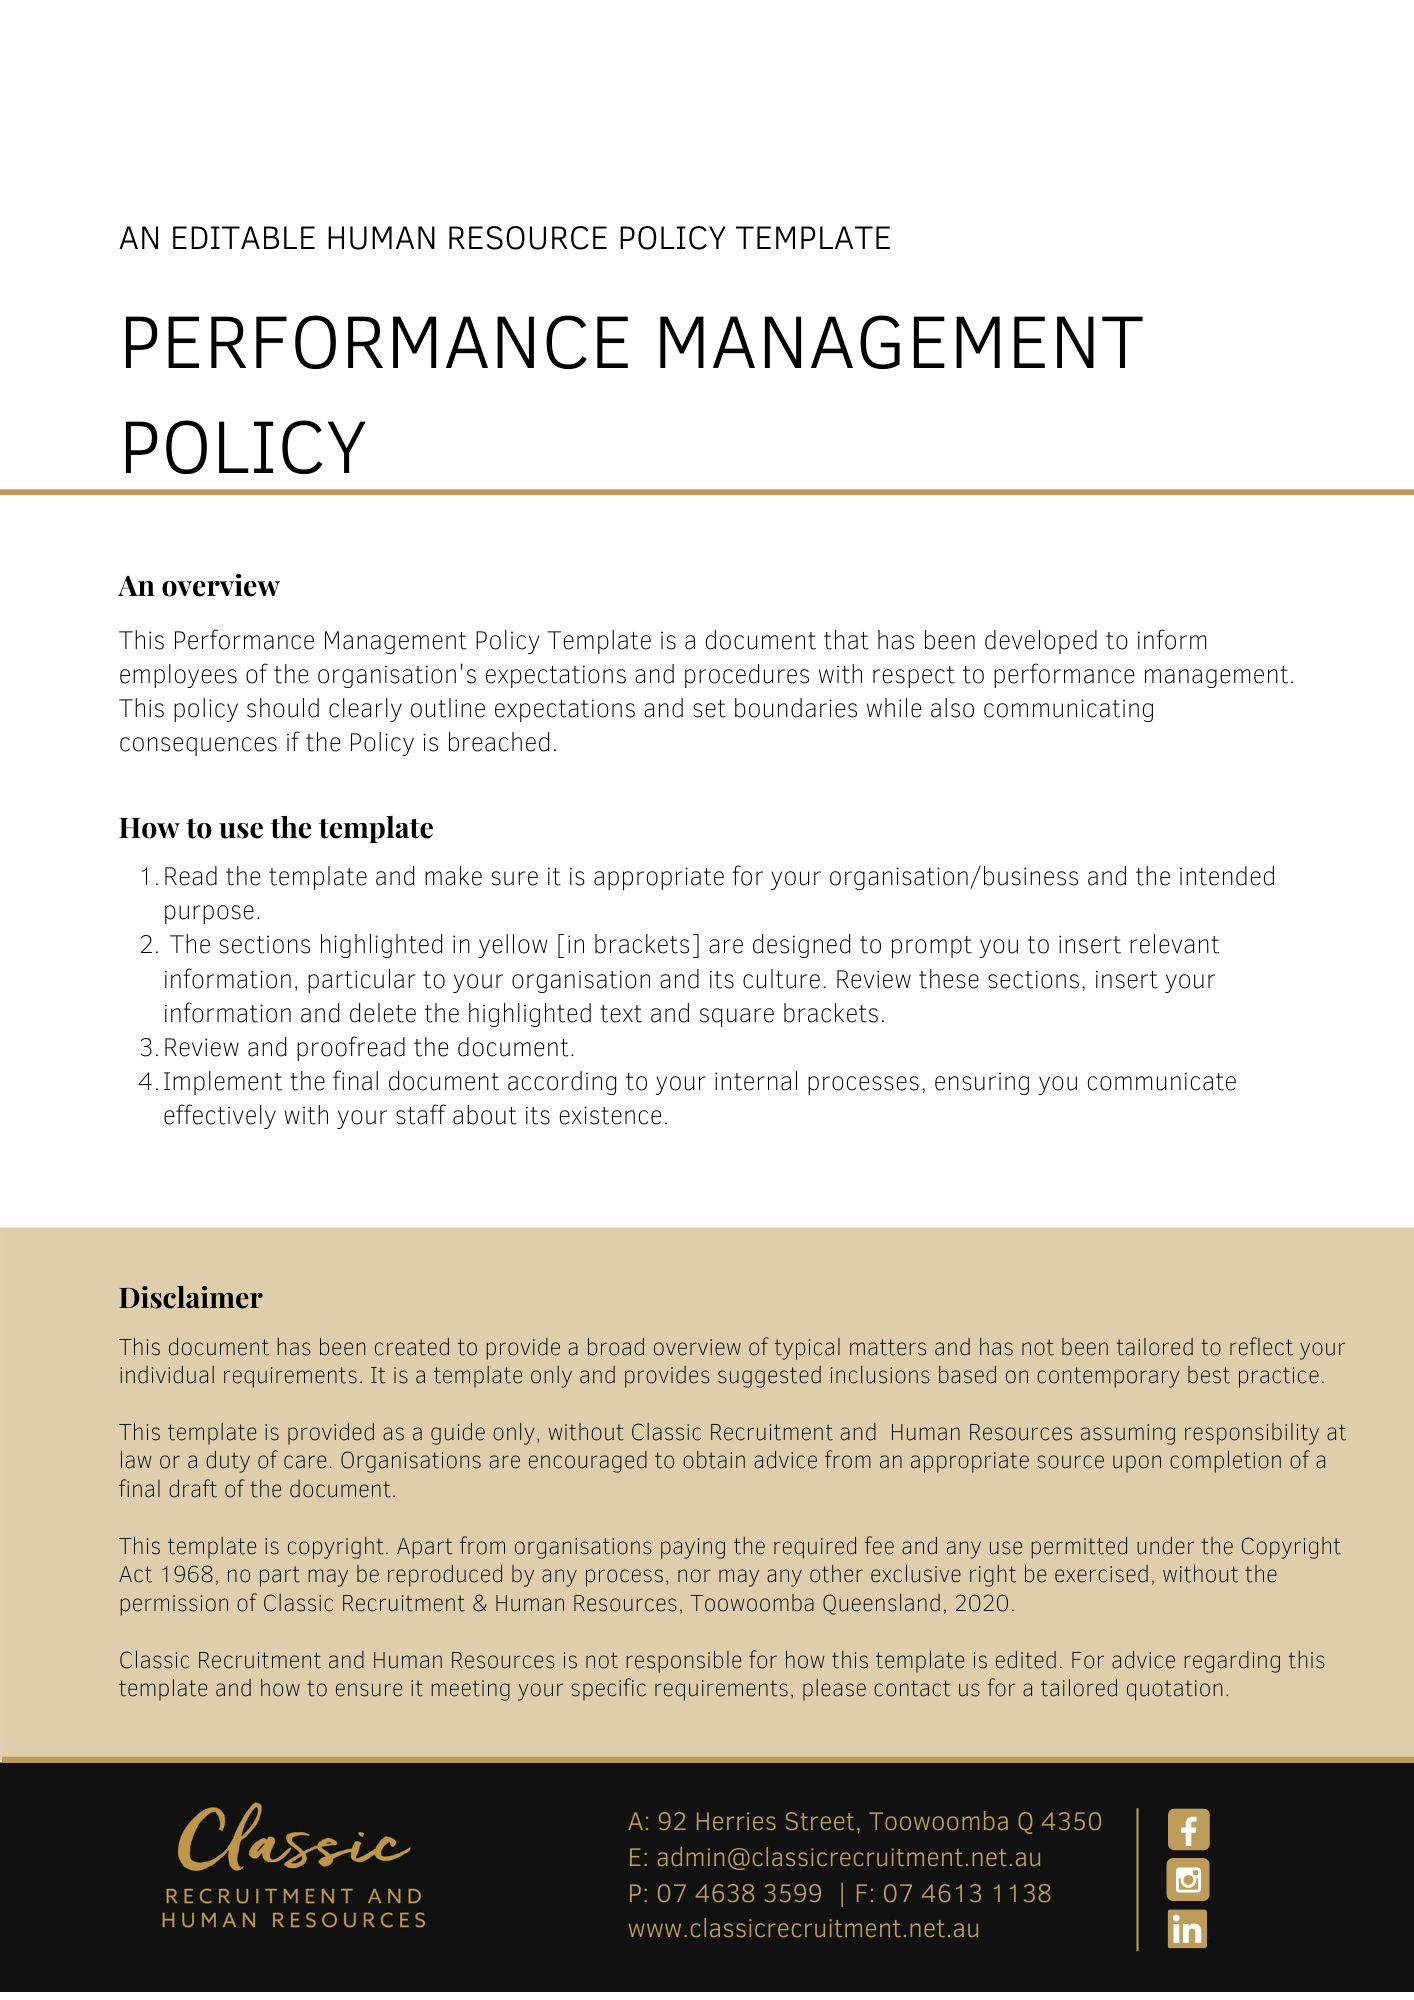 AN EDITABLE HUMAN RESOURCE POLICY TEMPLATE
PERFORMANCE MANAGEMENT
POLICY
An overview
This Performance Management Policy Template is a document that has been developed to inform
employees of the organisation's expectations and procedures with respect to performance management.
This policy should clearly outline expectations and set boundaries while also communicating
consequences if the Policy is breached.
How to use the template
1. Read the template and make sure it is appropriate for your organisation/business and the intended
purpose.
2. The sections highlighted in yellow [in brackets] are designed to prompt you to insert relevant
information, particular to your organisation and its culture. Review these sections, insert your
information and delete the highlighted text and square brackets.
3. Review and proofread the document.
4. Implement the final document according to your internal processes, ensuring you communicate
effectively with your staff about its existence.
Disclaimer
This document has been created to provide a broad overview of typical matters and has not been tailored to reflect your
individual requirements. It is a template only and provides suggested inclusions based on contemporary best practice.
This template is provided as a guide only, without Classic Recruitment and Human Resources assuming responsibility at
law or a duty of care. Organisations are encouraged to obtain advice from an appropriate source upon completion of a
final draft of the document.
This template is copyright. Apart from organisations paying the required fee and any use permitted under the Copyright
Act 1968, no part may be reproduced by any process, nor may any other exclusive right be exercised, without the
permission of Classic Recruitment & Human Resources, Toowoomba Queensland, 2020.
Classic Recruitment and Human Resources is not responsible for how this template is edited. For advice regarding this
template and how to ensure it meeting your specific requirements, please contact us for a tailored quotation.
Classic
RECRUITMENT AND
HUMAN RESOURCES
A: 92 Herries Street, Toowoomba Q 4350
E: admin@classicrecruitment.net.au
P: 07 4638 3599 | F: 07 4613 1138
www.classicrecruitment.net.au
f
in